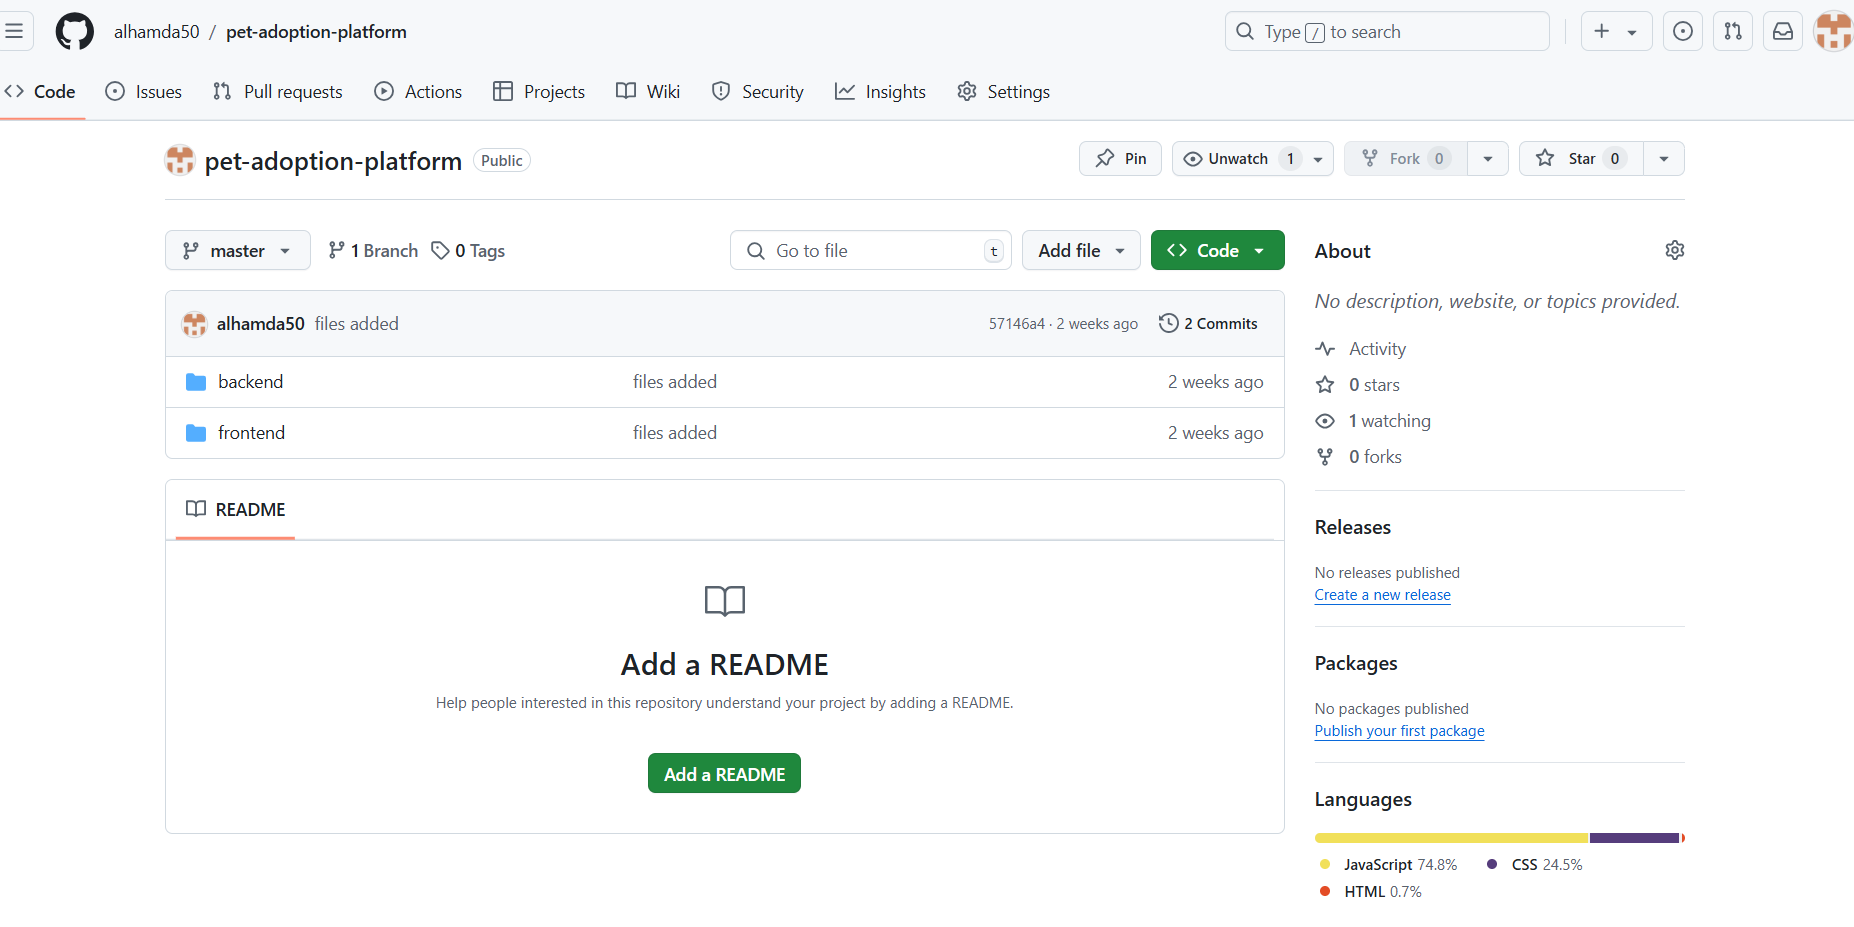 alhamda50 / pet-adoption-platform
Type / to search
Code Issues Pull requests Actions Projects Wiki Security Insights Settings
pet-adoption-platform Public
Pin Unwatch 1 Fork 0 Star 0
master 1 Branch 0 Tags
Go to file t Add file Code
alhamda50 files added 57146a4 · 2 weeks ago 2 Commits
backend files added 2 weeks ago
frontend files added 2 weeks ago
README
Add a README
Help people interested in this repository understand your project by adding a README.
Add a README
About
No description, website, or topics provided.
Activity
0 stars
1 watching
0 forks
Releases
No releases published
Create a new release
Packages
No packages published
Publish your first package
Languages
JavaScript 74.8% CSS 24.5%
HTML 0.7%